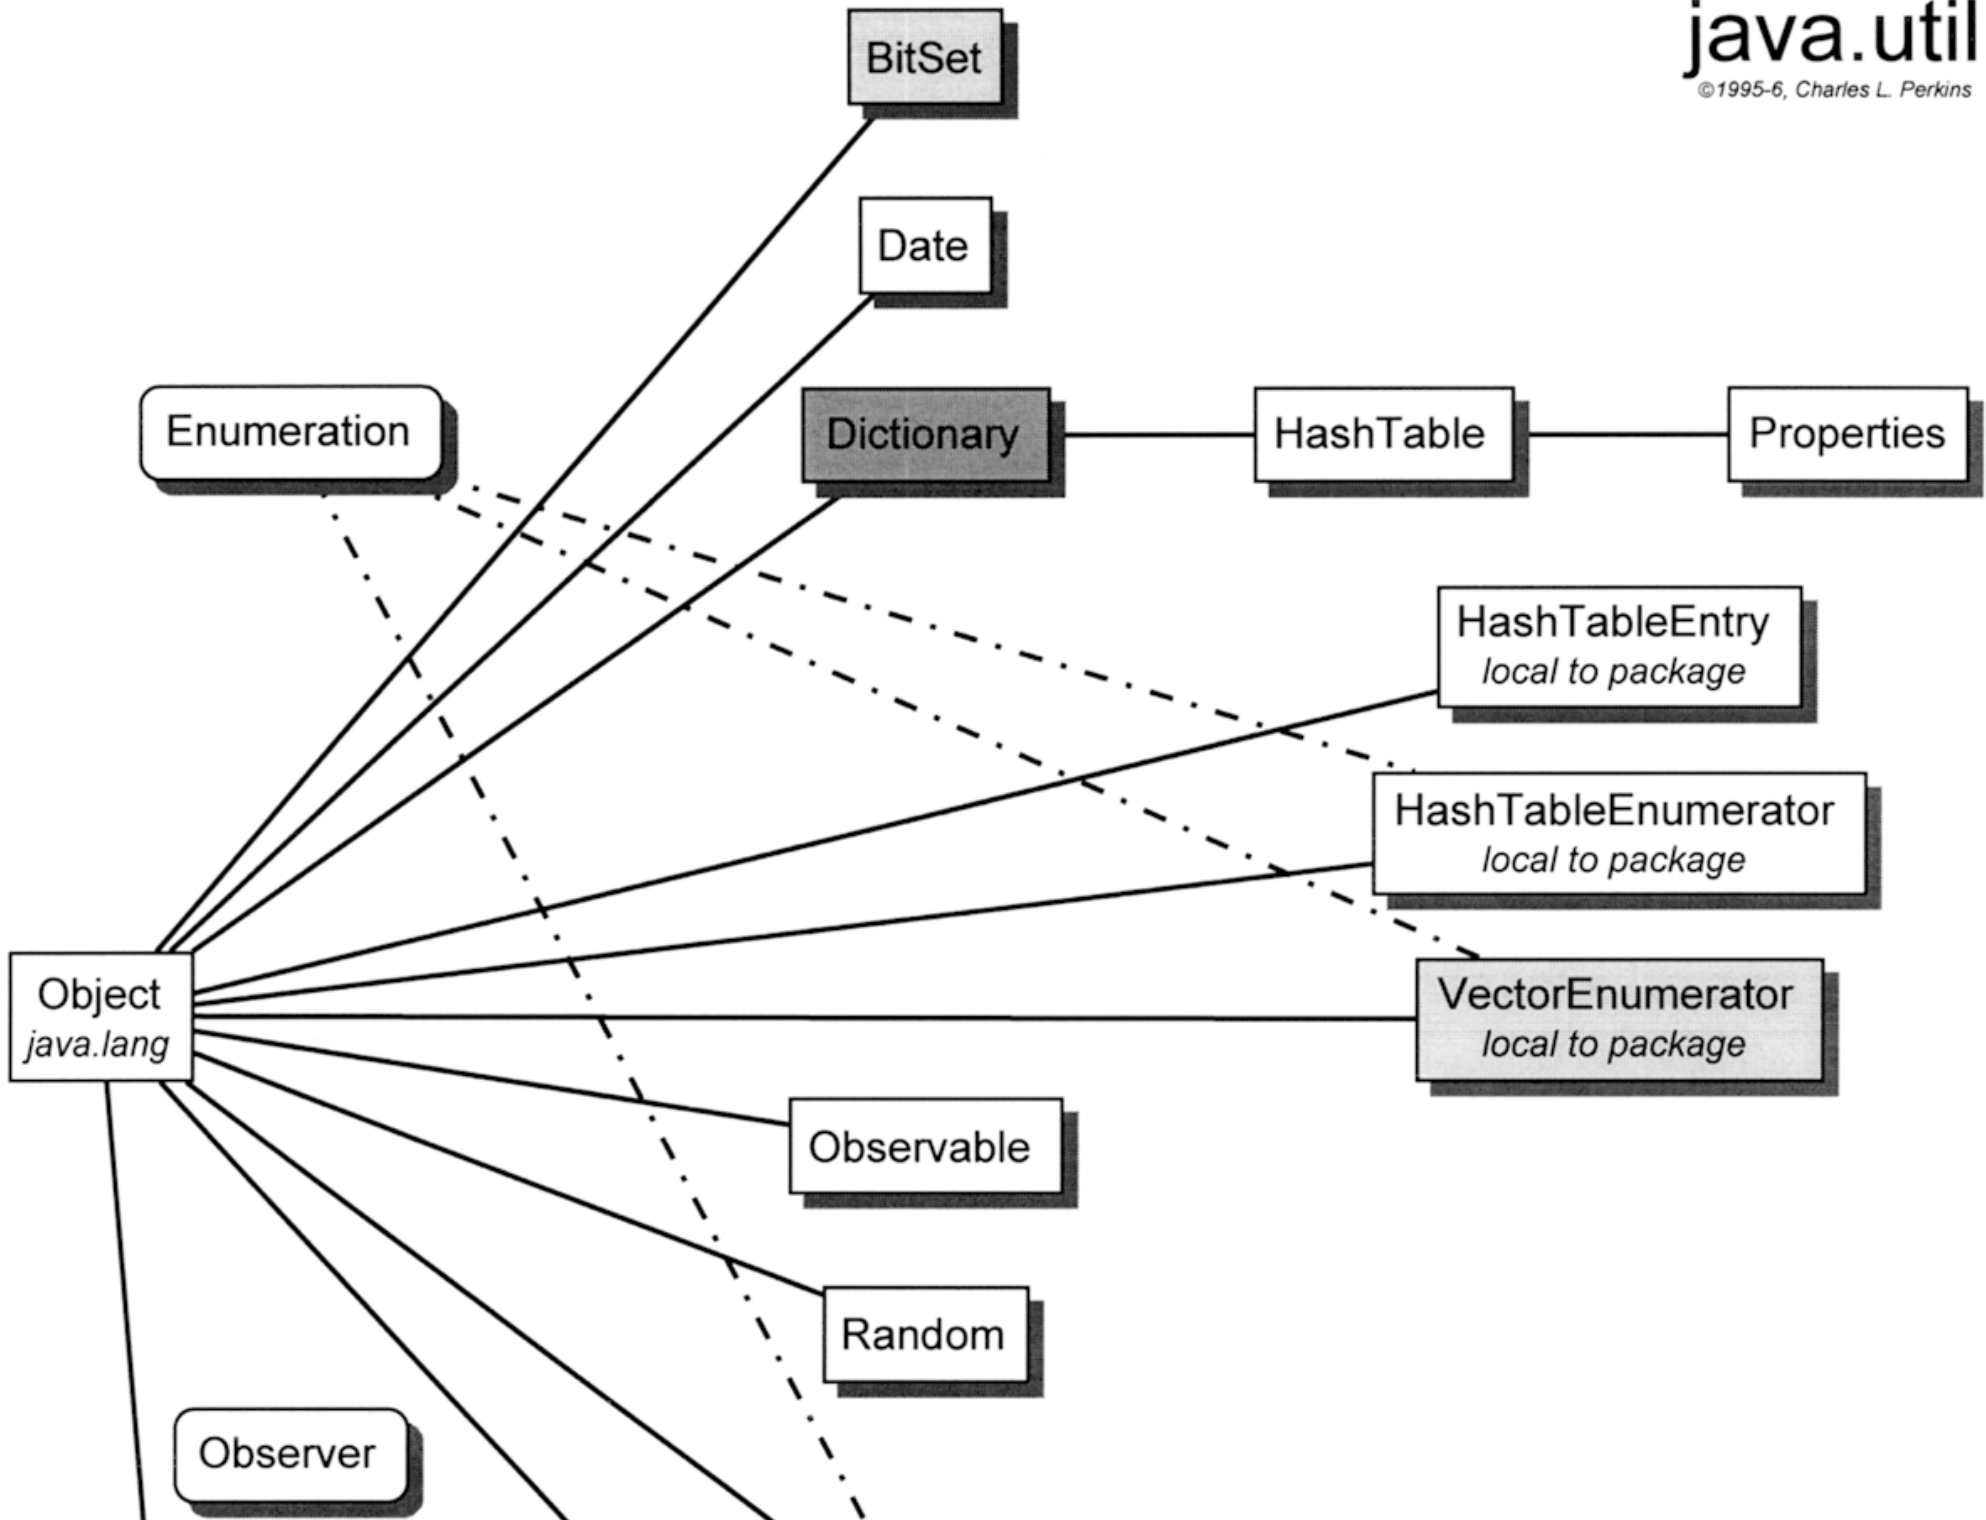 java.util
©1995-6, Charles L. Perkins
BitSet
Date
Enumeration
Dictionary
HashTable
Properties
HashTableEntry
local to package
HashTableEnumerator
local to package
Object
java.lang
VectorEnumerator
local to package
Observable
Random
Observer